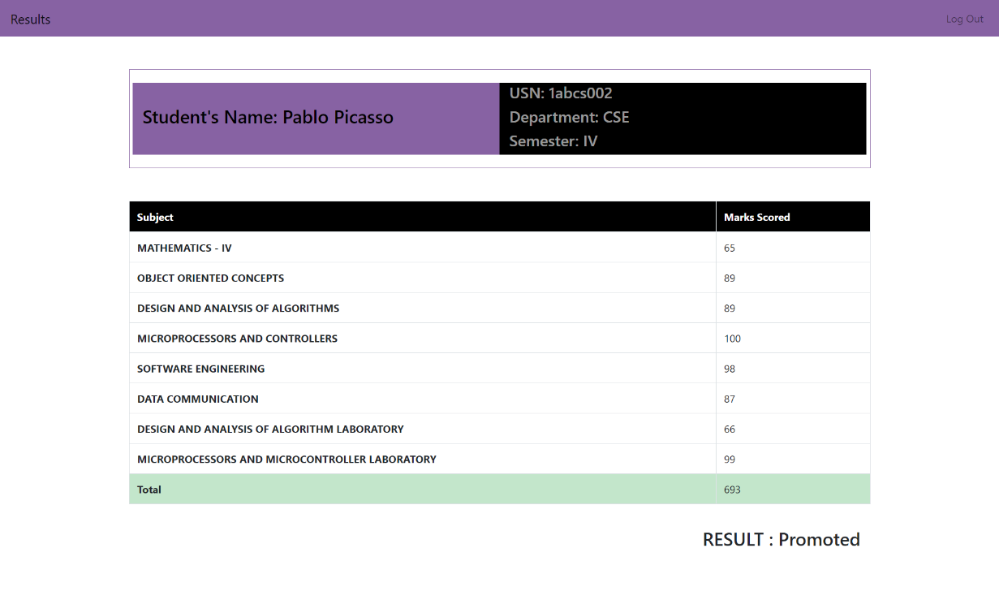 Results
Log Out
Student's Name: Pablo Picasso
USN: 1abcs002
Department: CSE
Semester: IV
Subject Marks Scored
MATHEMATICS - IV 65
OBJECT ORIENTED CONCEPTS 89
DESIGN AND ANALYSIS OF ALGORITHMS 89
MICROPROCESSORS AND CONTROLLERS 100
SOFTWARE ENGINEERING 98
DATA COMMUNICATION 87
DESIGN AND ANALYSIS OF ALGORITHM LABORATORY 66
MICROPROCESSORS AND MICROCONTROLLER LABORATORY 99
Total 693
RESULT : Promoted